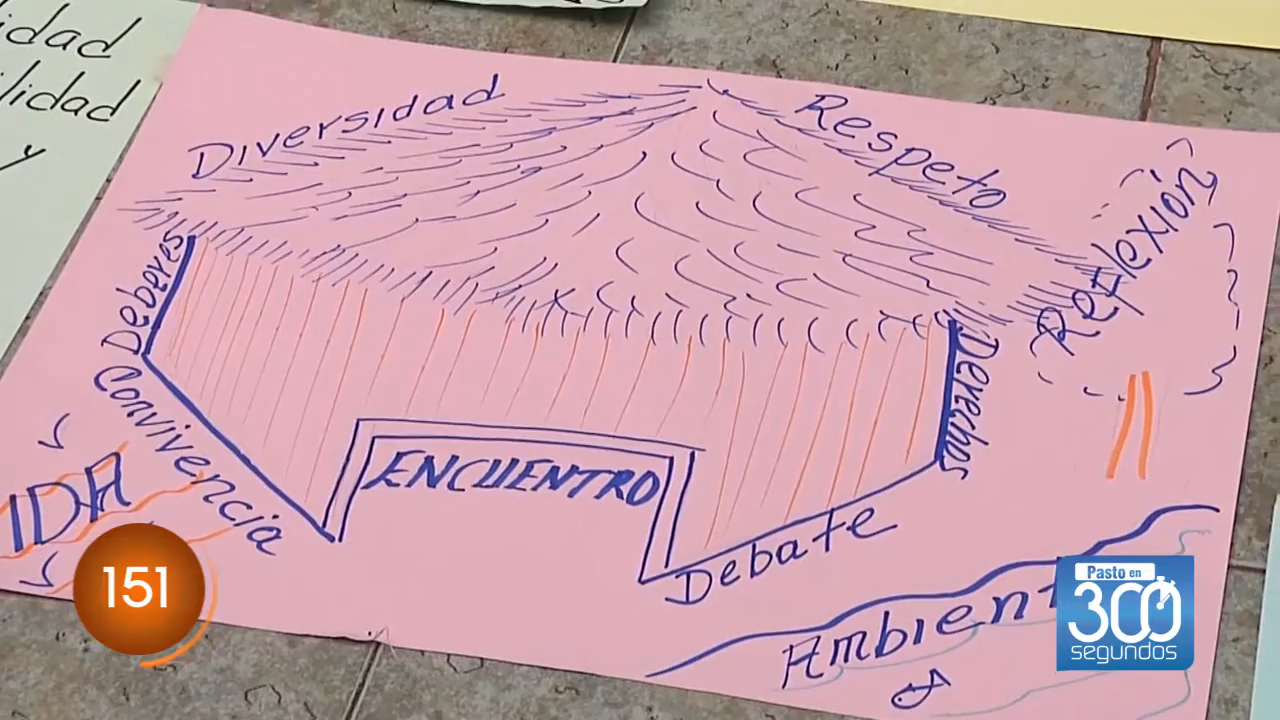 idad
ilidad
y
Diversidad
Respeto
Reflexión
Deberes
Derechos
Convivencia
ENCUENTRO
IDA
Debate
Ambient
151
Pasto en
300
segundos